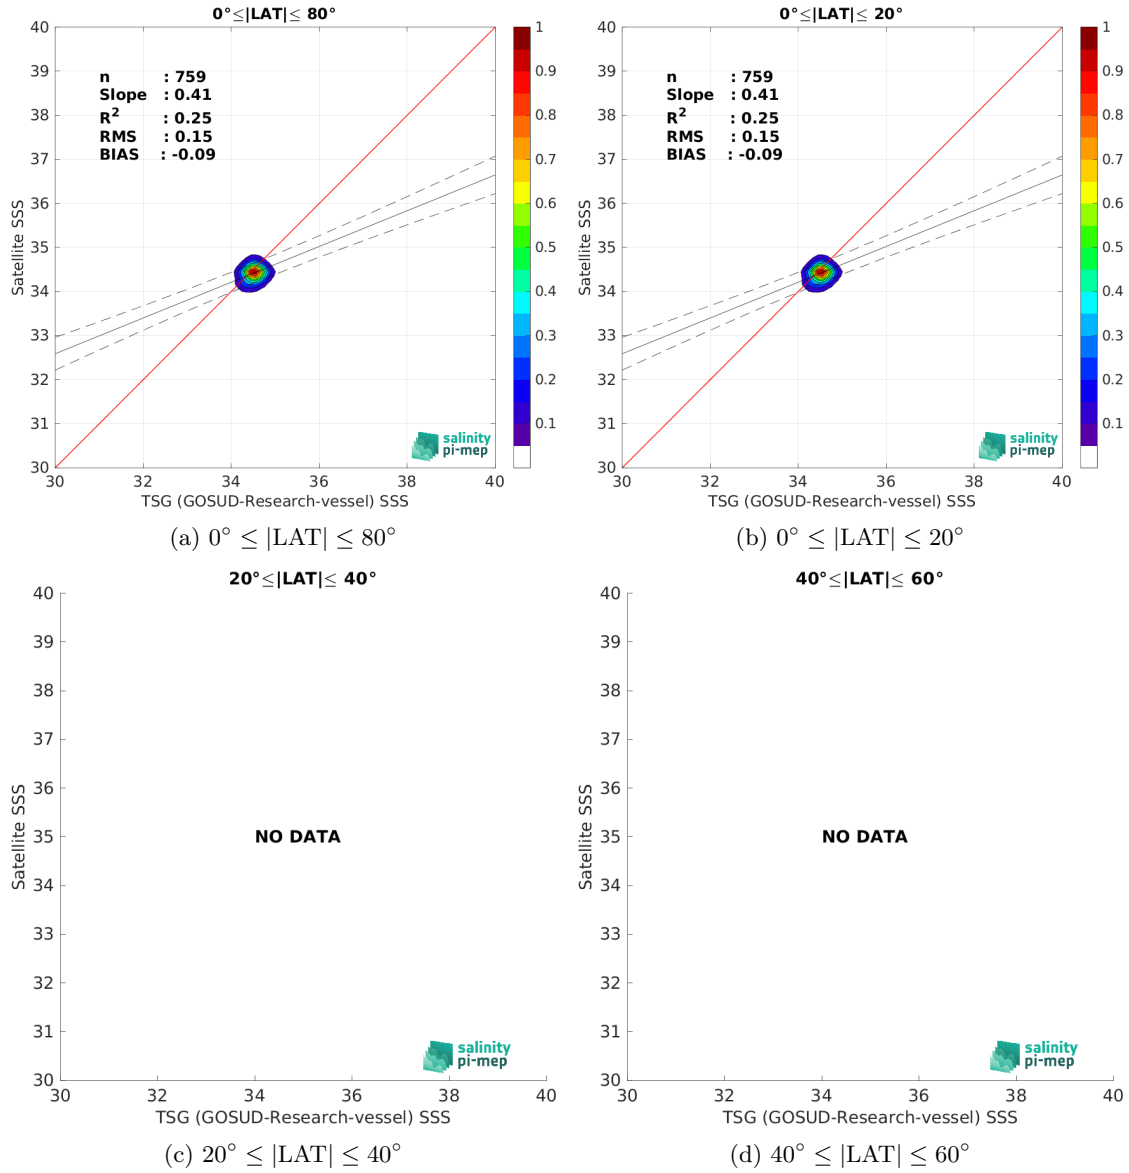 0°≤|LAT|≤ 80°
40
39
38
37
36
35
34
33
32
31
30
Satellite SSS
n : 759
Slope : 0.41
R² : 0.25
RMS : 0.15
BIAS : -0.09
salinity
pi-mep
30 32 34 36 38 40
TSG (GOSUD-Research-vessel) SSS
1
0.9
0.8
0.7
0.6
0.5
0.4
0.3
0.2
0.1
(a) 0° ≤ |LAT| ≤ 80°
0°≤|LAT|≤ 20°
40
39
38
37
36
35
34
33
32
31
30
Satellite SSS
n : 759
Slope : 0.41
R² : 0.25
RMS : 0.15
BIAS : -0.09
salinity
pi-mep
30 32 34 36 38 40
TSG (GOSUD-Research-vessel) SSS
1
0.9
0.8
0.7
0.6
0.5
0.4
0.3
0.2
0.1
(b) 0° ≤ |LAT| ≤ 20°
20°≤|LAT|≤ 40°
40
39
38
37
36
35
34
33
32
31
30
Satellite SSS
NO DATA
salinity
pi-mep
30 32 34 36 38 40
TSG (GOSUD-Research-vessel) SSS
(c) 20° ≤ |LAT| ≤ 40°
40°≤|LAT|≤ 60°
40
39
38
37
36
35
34
33
32
31
30
Satellite SSS
NO DATA
salinity
pi-mep
30 32 34 36 38 40
TSG (GOSUD-Research-vessel) SSS
(d) 40° ≤ |LAT| ≤ 60°